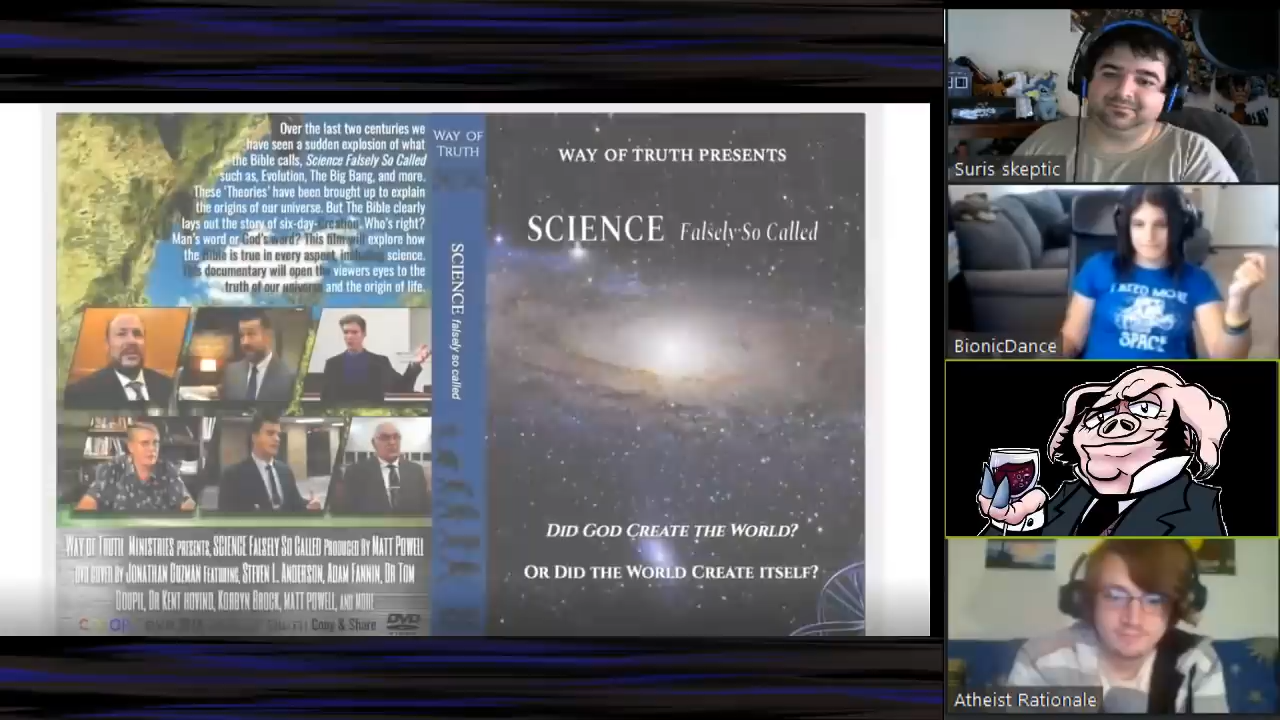 Over the last two centuries we
have seen a sudden explosion of what
the Bible calls, Science Falsely So Called
such as, Evolution, The Big Bang, and more.
These 'Theories' have been brought up to explain
the origins of our universe. But The Bible clearly
lays out the story of six-day-creation. Who's right?
Man's word or God's word? This film will explore how
the Bible is true in every aspect, including science.
This documentary will open the viewers eyes to the
truth of our universe and the origin of life.
WAY OF TRUTH MINISTRIES PRESENTS, SCIENCE FALSELY SO CALLED PRODUCED BY MATT POWELL
DVD COVER BY JONATHAN GUZMAN FEATURING, STEVEN L. ANDERSON, ADAM FANNIN, DR TOM
DR KENT HOVIND, KORBYN BROCK, MATT POWELL, AND MORE
Copy & Share DVD
WAY OF
TRUTH
SCIENCE falsely so called
WAY OF TRUTH PRESENTS
SCIENCE Falsely So Called
DID GOD CREATE THE WORLD?
OR DID THE WORLD CREATE ITSELF?
Suris skeptic
I NEED MORE
SPACE
BionicDance
Atheist Rationale